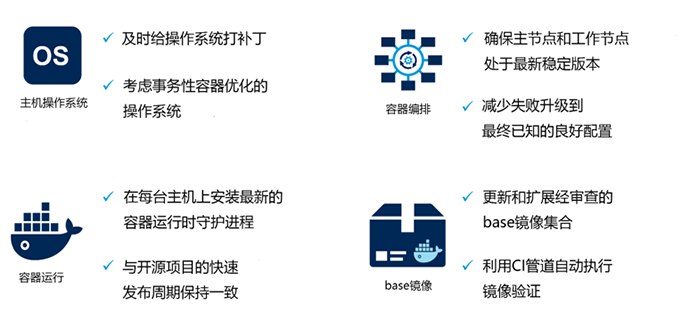 OS
主机操作系统
及时给操作系统打补丁
考虑事务性容器优化的
操作系统
容器编排
确保主节点和工作节点
处于最新稳定版本
减少失败升级到
最终已知的良好配置
容器运行
在每台主机上安装最新的
容器运行时守护进程
与开源项目的快速
发布周期保持一致
base镜像
更新和扩展经审查的
base镜像集合
利用CI管道自动执行
镜像验证